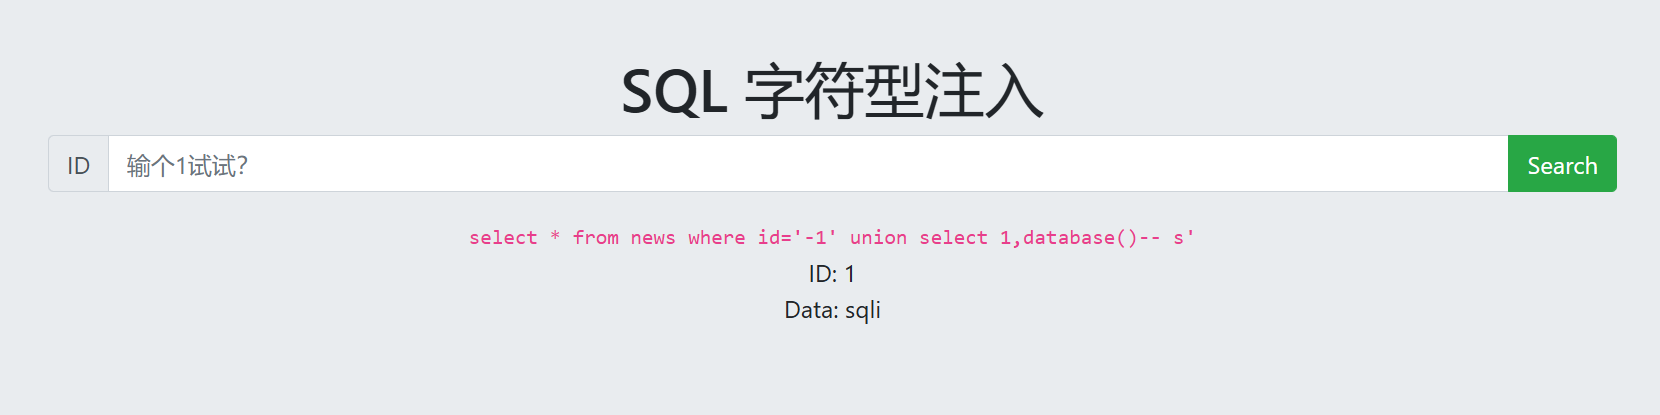 SQL 字符型注入
ID 输个1试试？ Search
select * from news where id='-1' union select 1,database()-- s'
ID: 1
Data: sqli